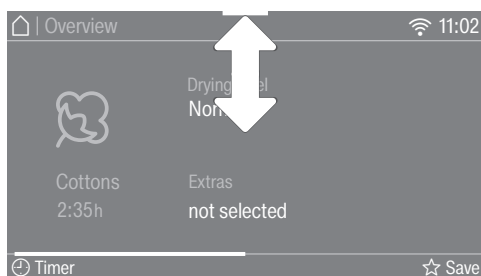 | Overview 11:02
Drying
Cottons Extras
2:35h not selected
Timer Save